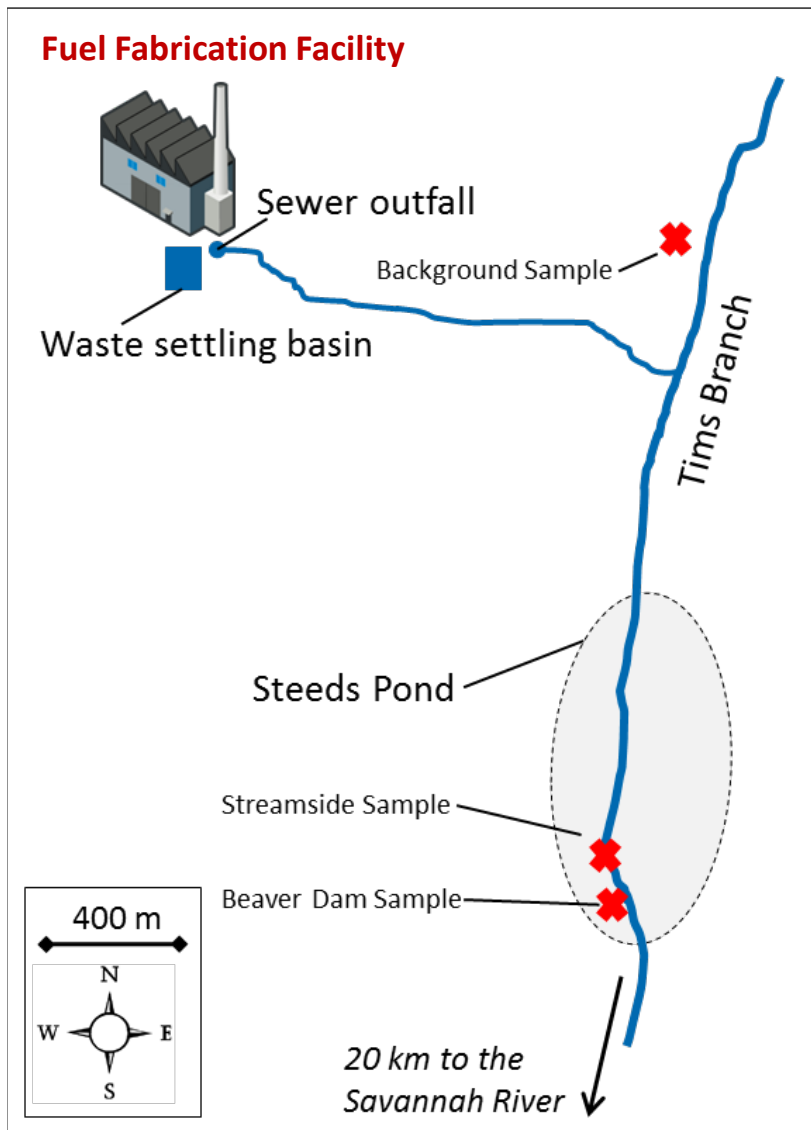 Fuel Fabrication Facility
Sewer outfall
Background Sample
Waste settling basin
Tims Branch
Steeds Pond
Streamside Sample
Beaver Dam Sample
400 m
N
W
E
S
20 km to the
Savannah River